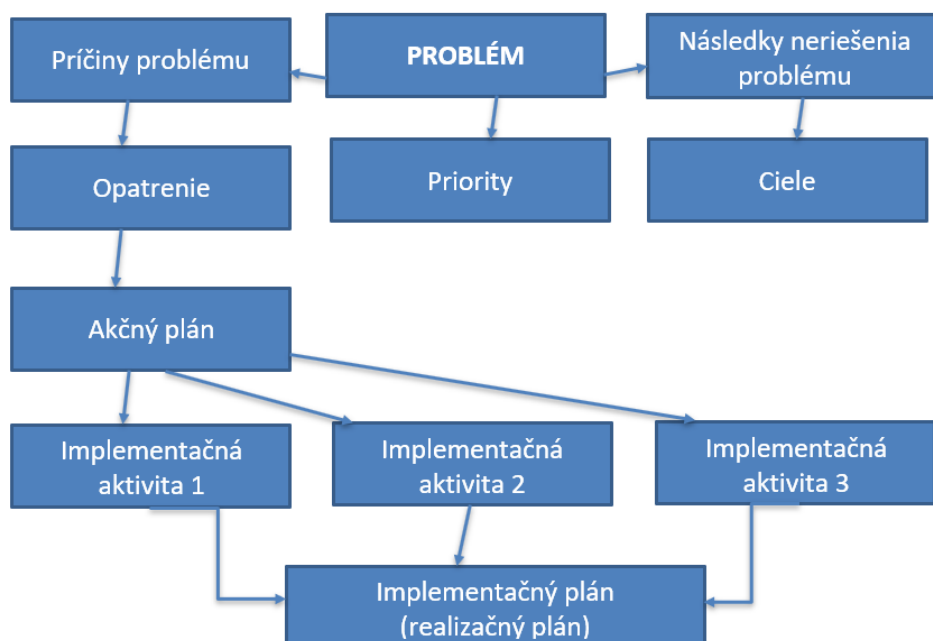 Príčiny problému
PROBLÉM
Následky neriešenia
problému
Opatrenie
Priority
Ciele
Akčný plán
Implementačná
aktivita 1
Implementačná
aktivita 2
Implementačná
aktivita 3
Implementačný plán
(realizačný plán)